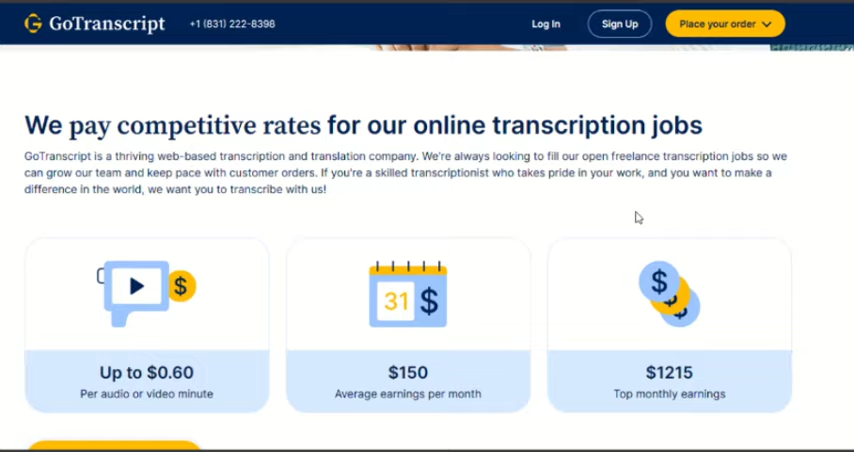 GoTranscript +1 (831) 222-8398 Log In Sign Up Place your order
We pay competitive rates for our online transcription jobs
GoTranscript is a thriving web-based transcription and translation company. We're always looking to fill our open freelance transcription jobs so we
can grow our team and keep pace with customer orders. If you're a skilled transcriptionist who takes pride in your work, and you want to make a
difference in the world, we want you to transcribe with us!
31 $
$
$
Up to $0.60
Per audio or video minute
$150
Average earnings per month
$1215
Top monthly earnings